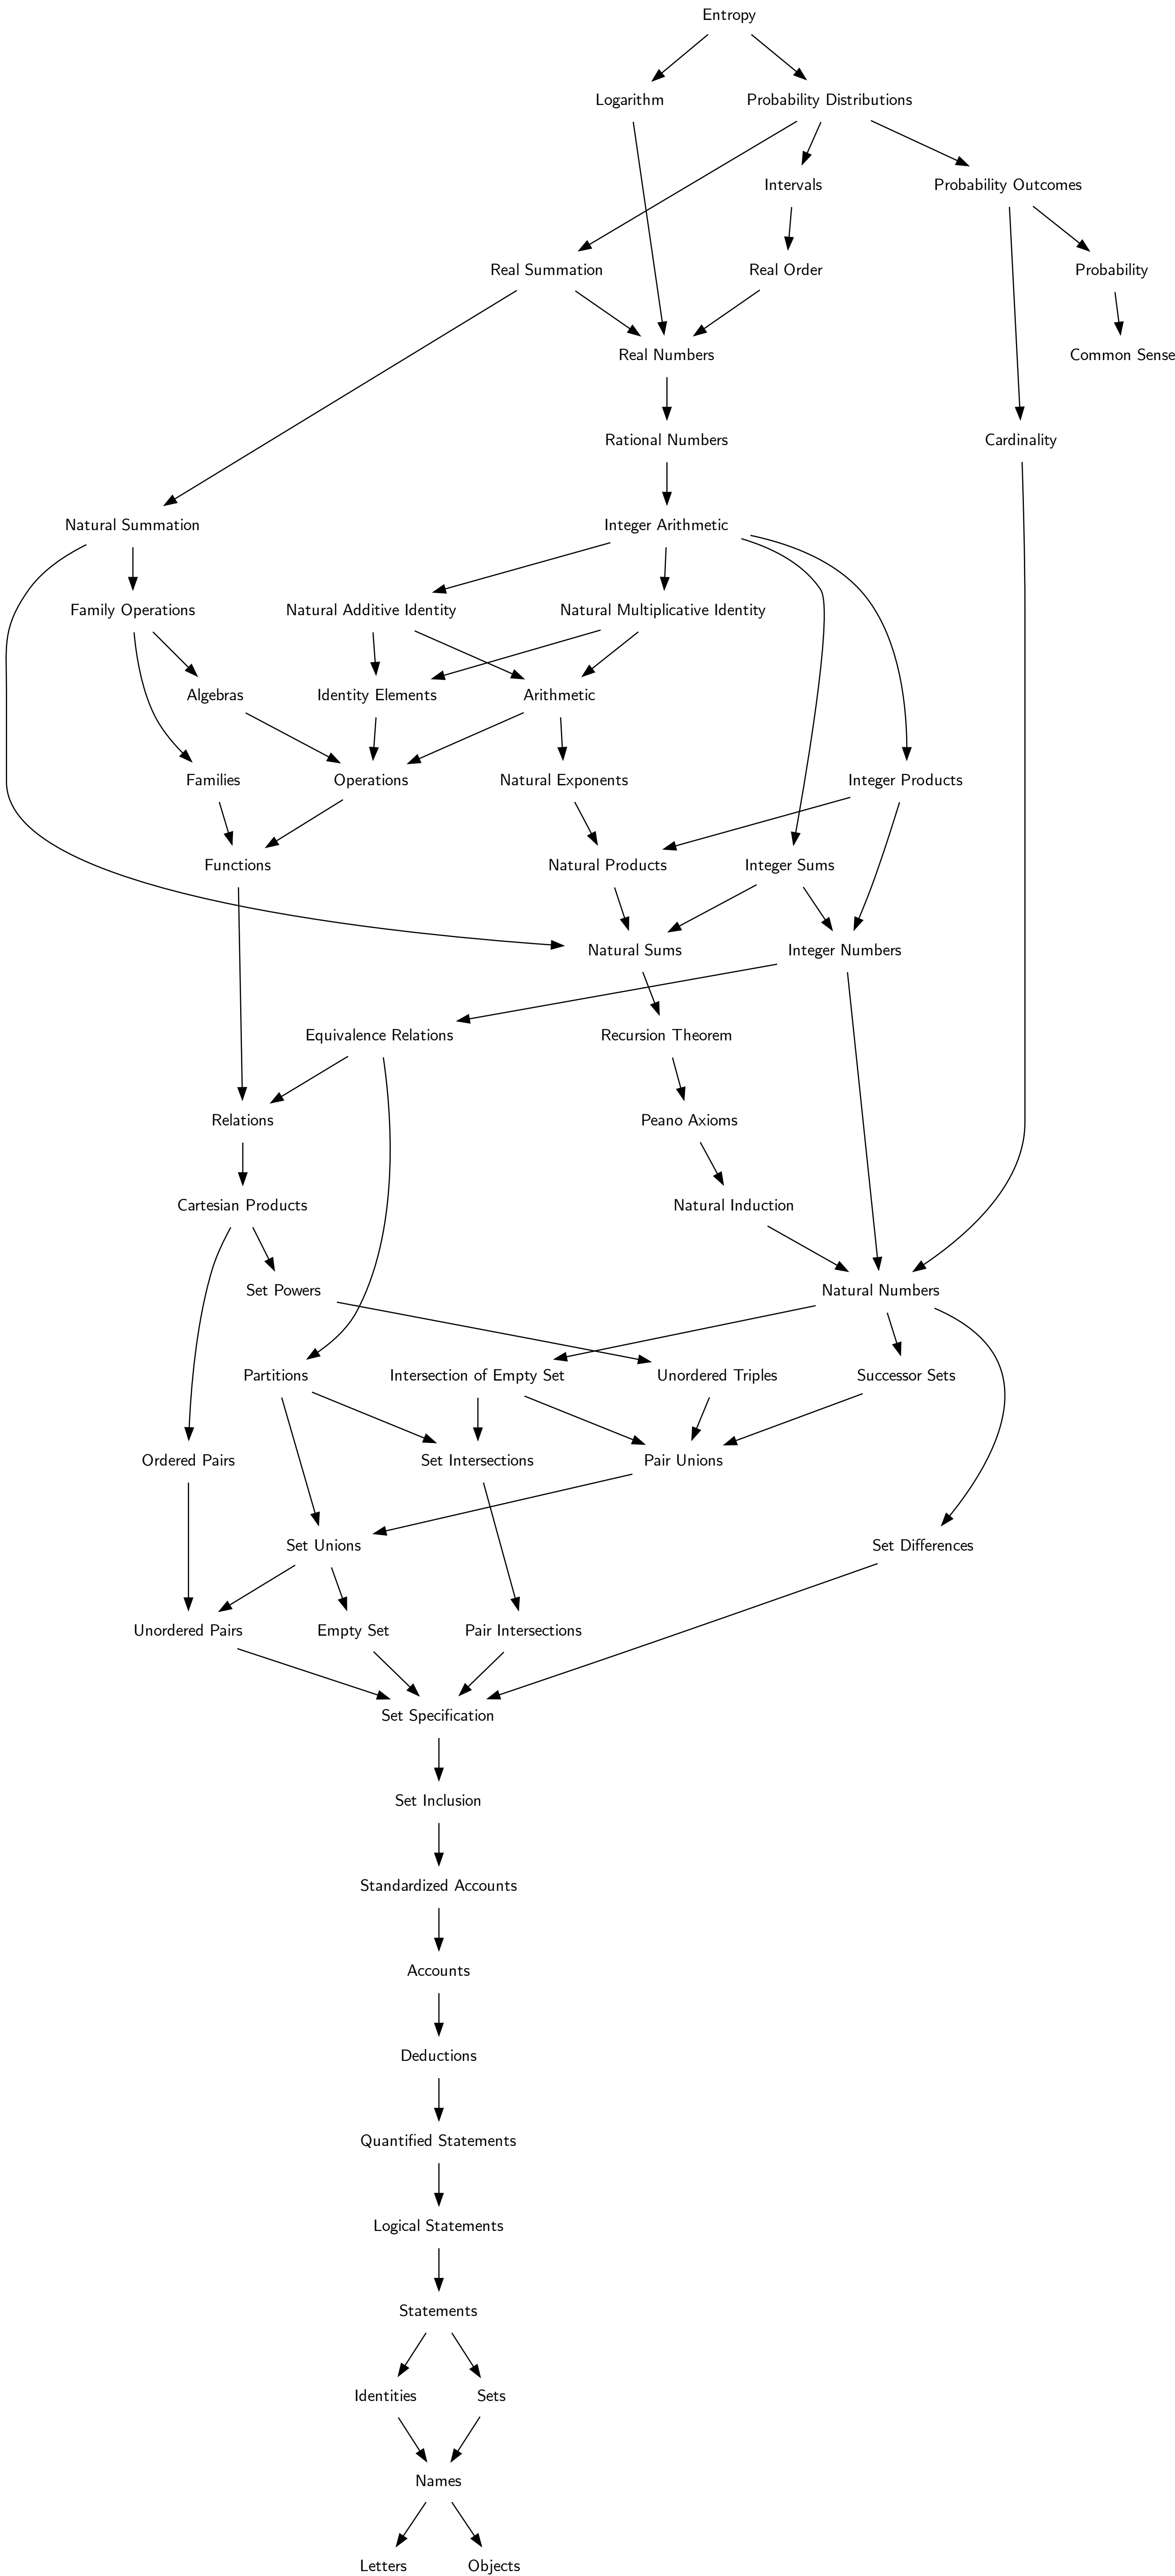 Entropy
Logarithm
Probability Distributions
Intervals
Probability Outcomes
Real Summation
Real Order
Probability
Real Numbers
Common Sense
Rational Numbers
Cardinality
Natural Summation
Integer Arithmetic
Family Operations
Natural Additive Identity
Natural Multiplicative Identity
Algebras
Identity Elements
Arithmetic
Families
Operations
Natural Exponents
Integer Products
Functions
Natural Products
Integer Sums
Natural Sums
Integer Numbers
Equivalence Relations
Recursion Theorem
Relations
Peano Axioms
Cartesian Products
Natural Induction
Set Powers
Natural Numbers
Partitions
Intersection of Empty Set
Unordered Triples
Successor Sets
Ordered Pairs
Set Intersections
Pair Unions
Set Unions
Set Differences
Unordered Pairs
Empty Set
Pair Intersections
Set Specification
Set Inclusion
Standardized Accounts
Accounts
Deductions
Quantified Statements
Logical Statements
Statements
Identities
Sets
Names
Letters
Objects